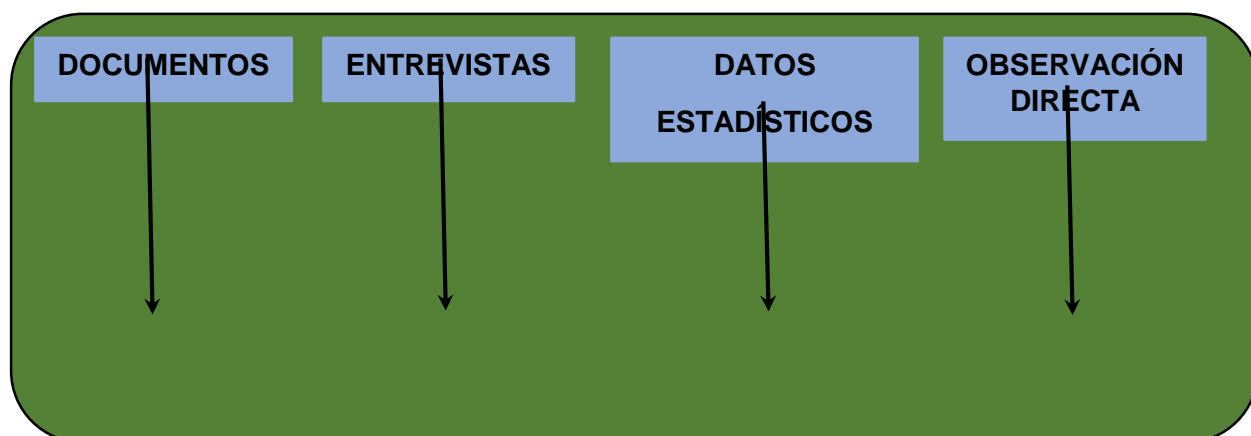 DOCUMENTOS
ENTREVISTAS
DATOS
ESTADÍSTICOS
OBSERVACIÓN
DIRECTA